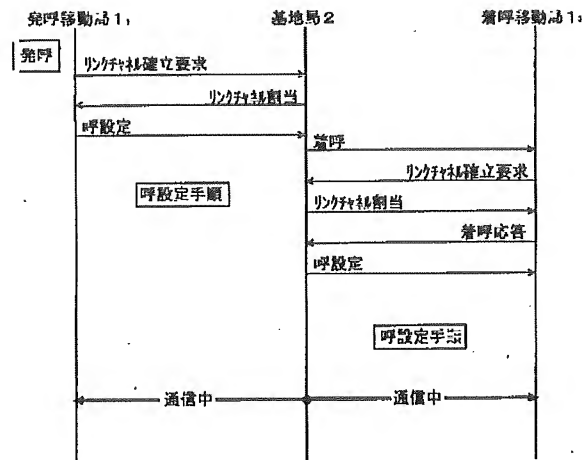 発呼移動局1₁
基地局2
着呼移動局1₂
発呼
リンクチャネル確立要求
リンクチャネル割当
呼設定
着呼
リンクチャネル確立要求
呼設定手順
リンクチャネル割当
着呼応答
呼設定
呼設定手順
通信中
通信中